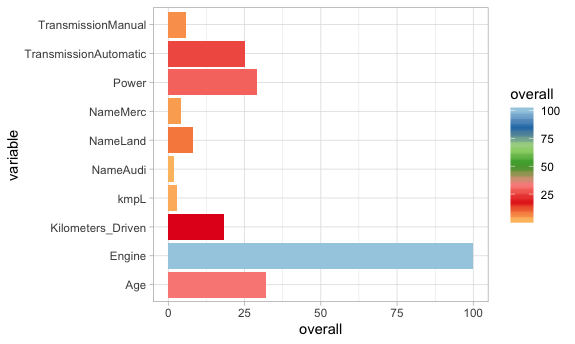 TransmissionManual
TransmissionAutomatic
Power
NameMerc
NameLand
NameAudi
kmpL
Kilometers_Driven
Engine
Age
variable
0 25 50 75 100
overall
overall
100
75
50
25